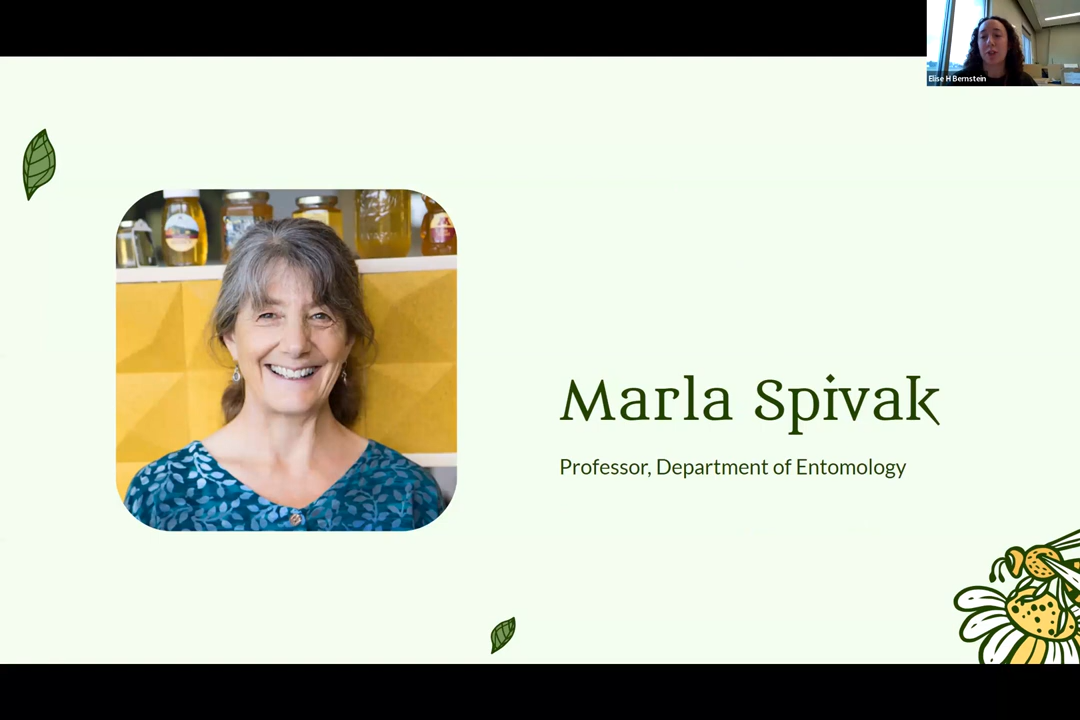 Elise H Bernstein
Marla Spivak
Professor, Department of Entomology